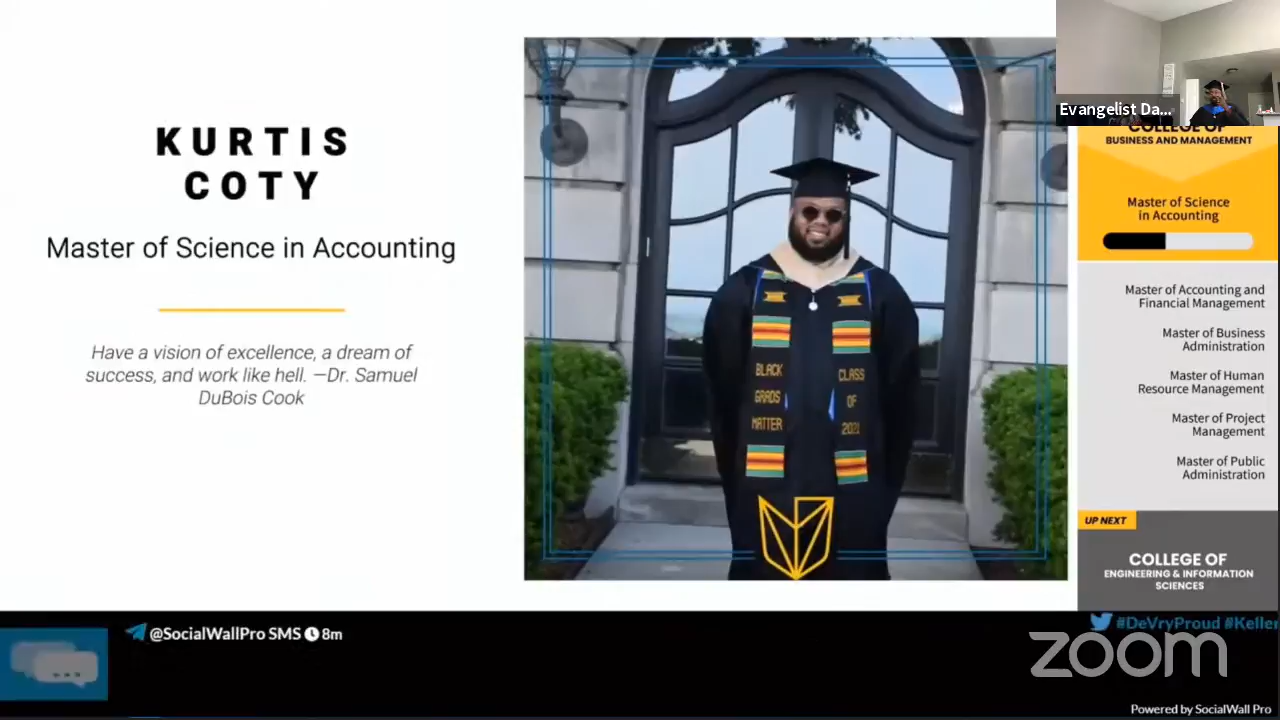 KURTIS
COTY
Master of Science in Accounting
Have a vision of excellence, a dream of
success, and work like hell. —Dr. Samuel
DuBois Cook
BLACK
GRADS
MATTER
CLASS
OF
2021
Evangelist Da...
COLLEGE OF
BUSINESS AND MANAGEMENT
Master of Science
in Accounting
Master of Accounting and
Financial Management
Master of Business
Administration
Master of Human
Resource Management
Master of Project
Management
Master of Public
Administration
UP NEXT
COLLEGE OF
ENGINEERING & INFORMATION
SCIENCES
@SocialWallPro SMS 8m
#DeVryProud #Keller
zoom
Powered by SocialWall Pro